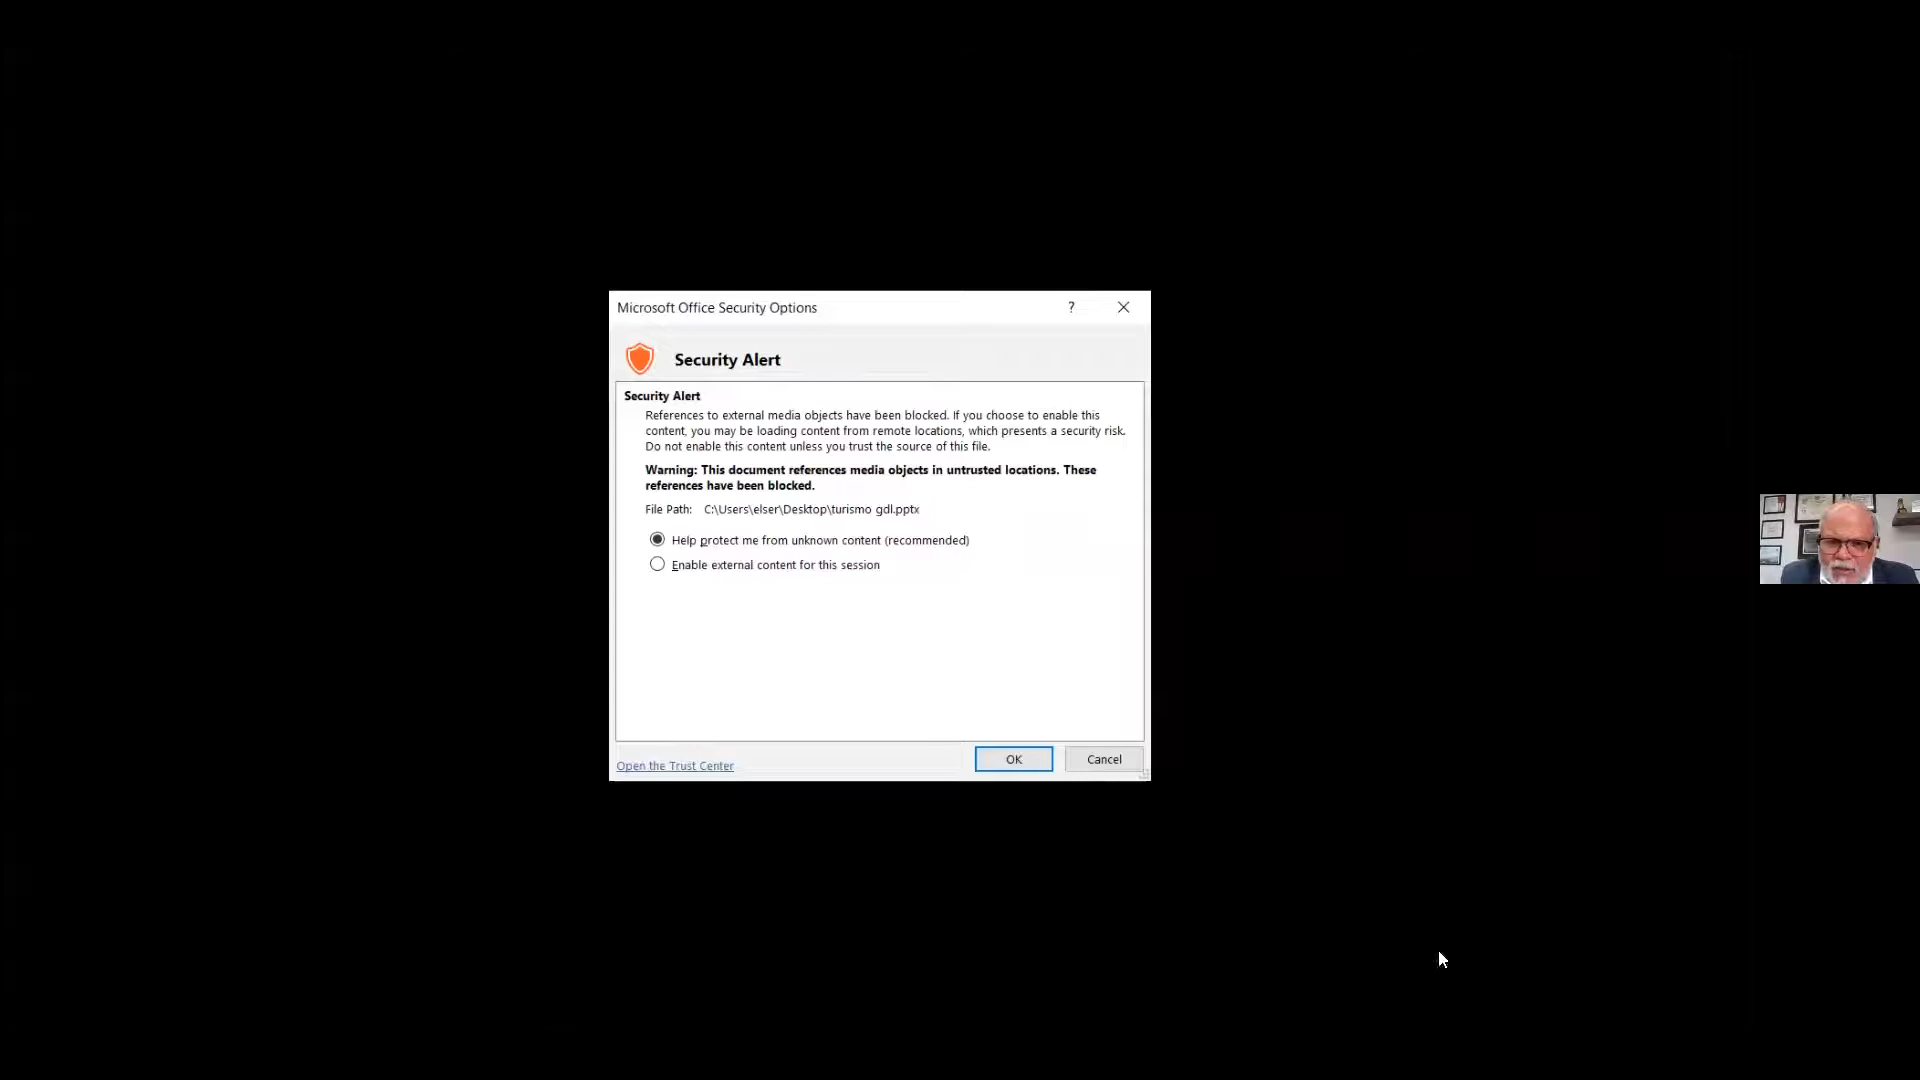 Microsoft Office Security Options
?
Security Alert
Security Alert
References to external media objects have been blocked. If you choose to enable this
content, you may be loading content from remote locations, which presents a security risk.
Do not enable this content unless you trust the source of this file.
Warning: This document references media objects in untrusted locations. These
references have been blocked.
File Path: C:\Users\elser\Desktop\turismo gdl.pptx
Help protect me from unknown content (recommended)
Enable external content for this session
Open the Trust Center
OK
Cancel